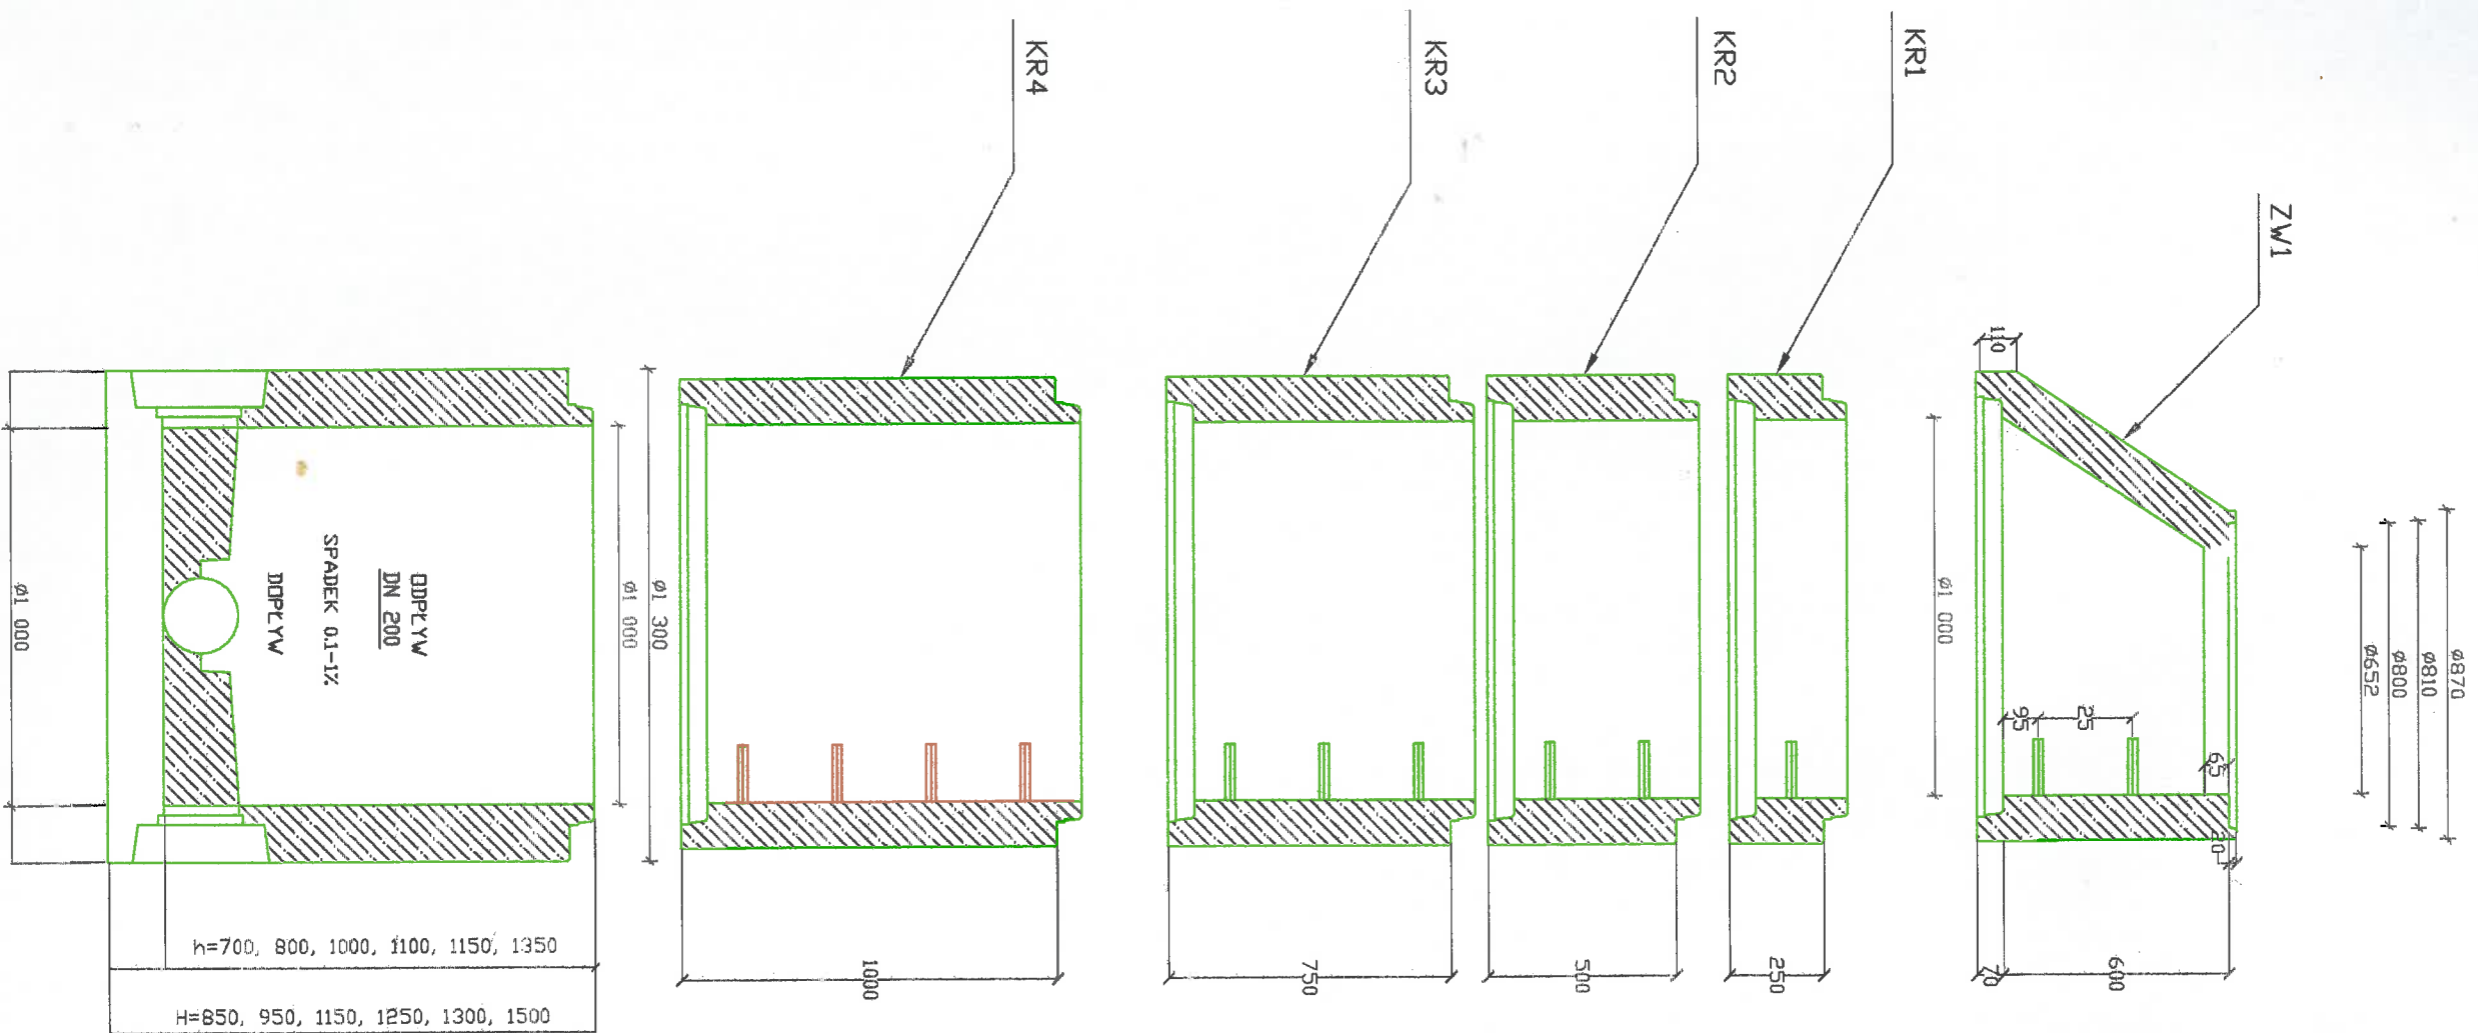 KR4
KR3
KR2
KR1
ZW1
110
ø870
ø810
ø800
ø652
25
95
65
20
ø1 000
ø1 300
ø1 000
ø1 000
ODPŁYW
DN 200
SPADEK 0.1-1%
DOPŁYW
h=700, 800, 1000, 1100, 1150, 1350
H=850, 950, 1150, 1250, 1300, 1500
1000
750
500
250
70
600